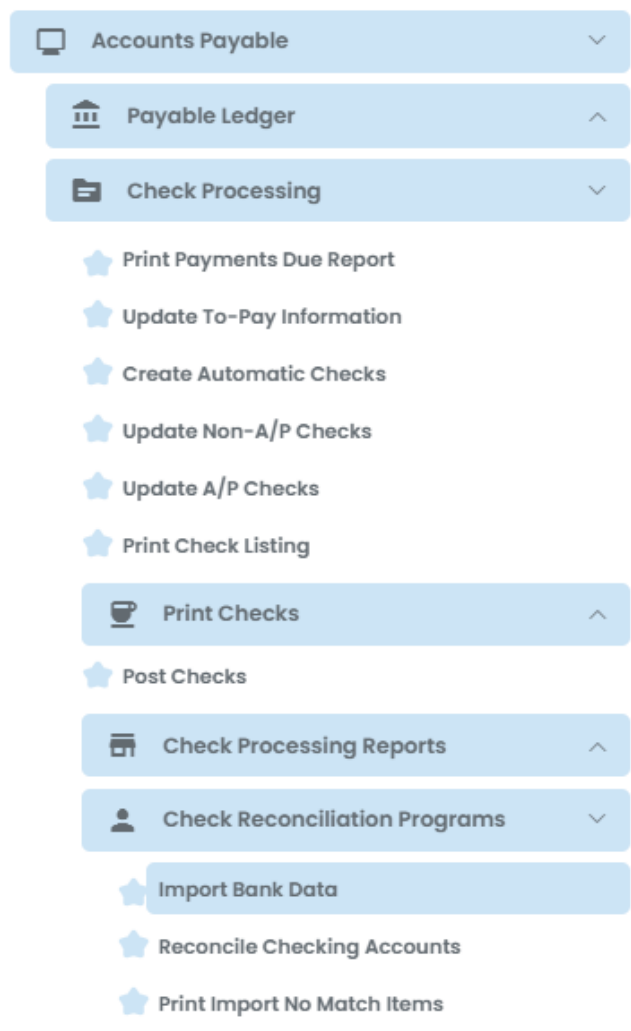 Accounts Payable
Payable Ledger
Check Processing
Print Payments Due Report
Update To-Pay Information
Create Automatic Checks
Update Non-A/P Checks
Update A/P Checks
Print Check Listing
Print Checks
Post Checks
Check Processing Reports
Check Reconciliation Programs
Import Bank Data
Reconcile Checking Accounts
Print Import No Match Items